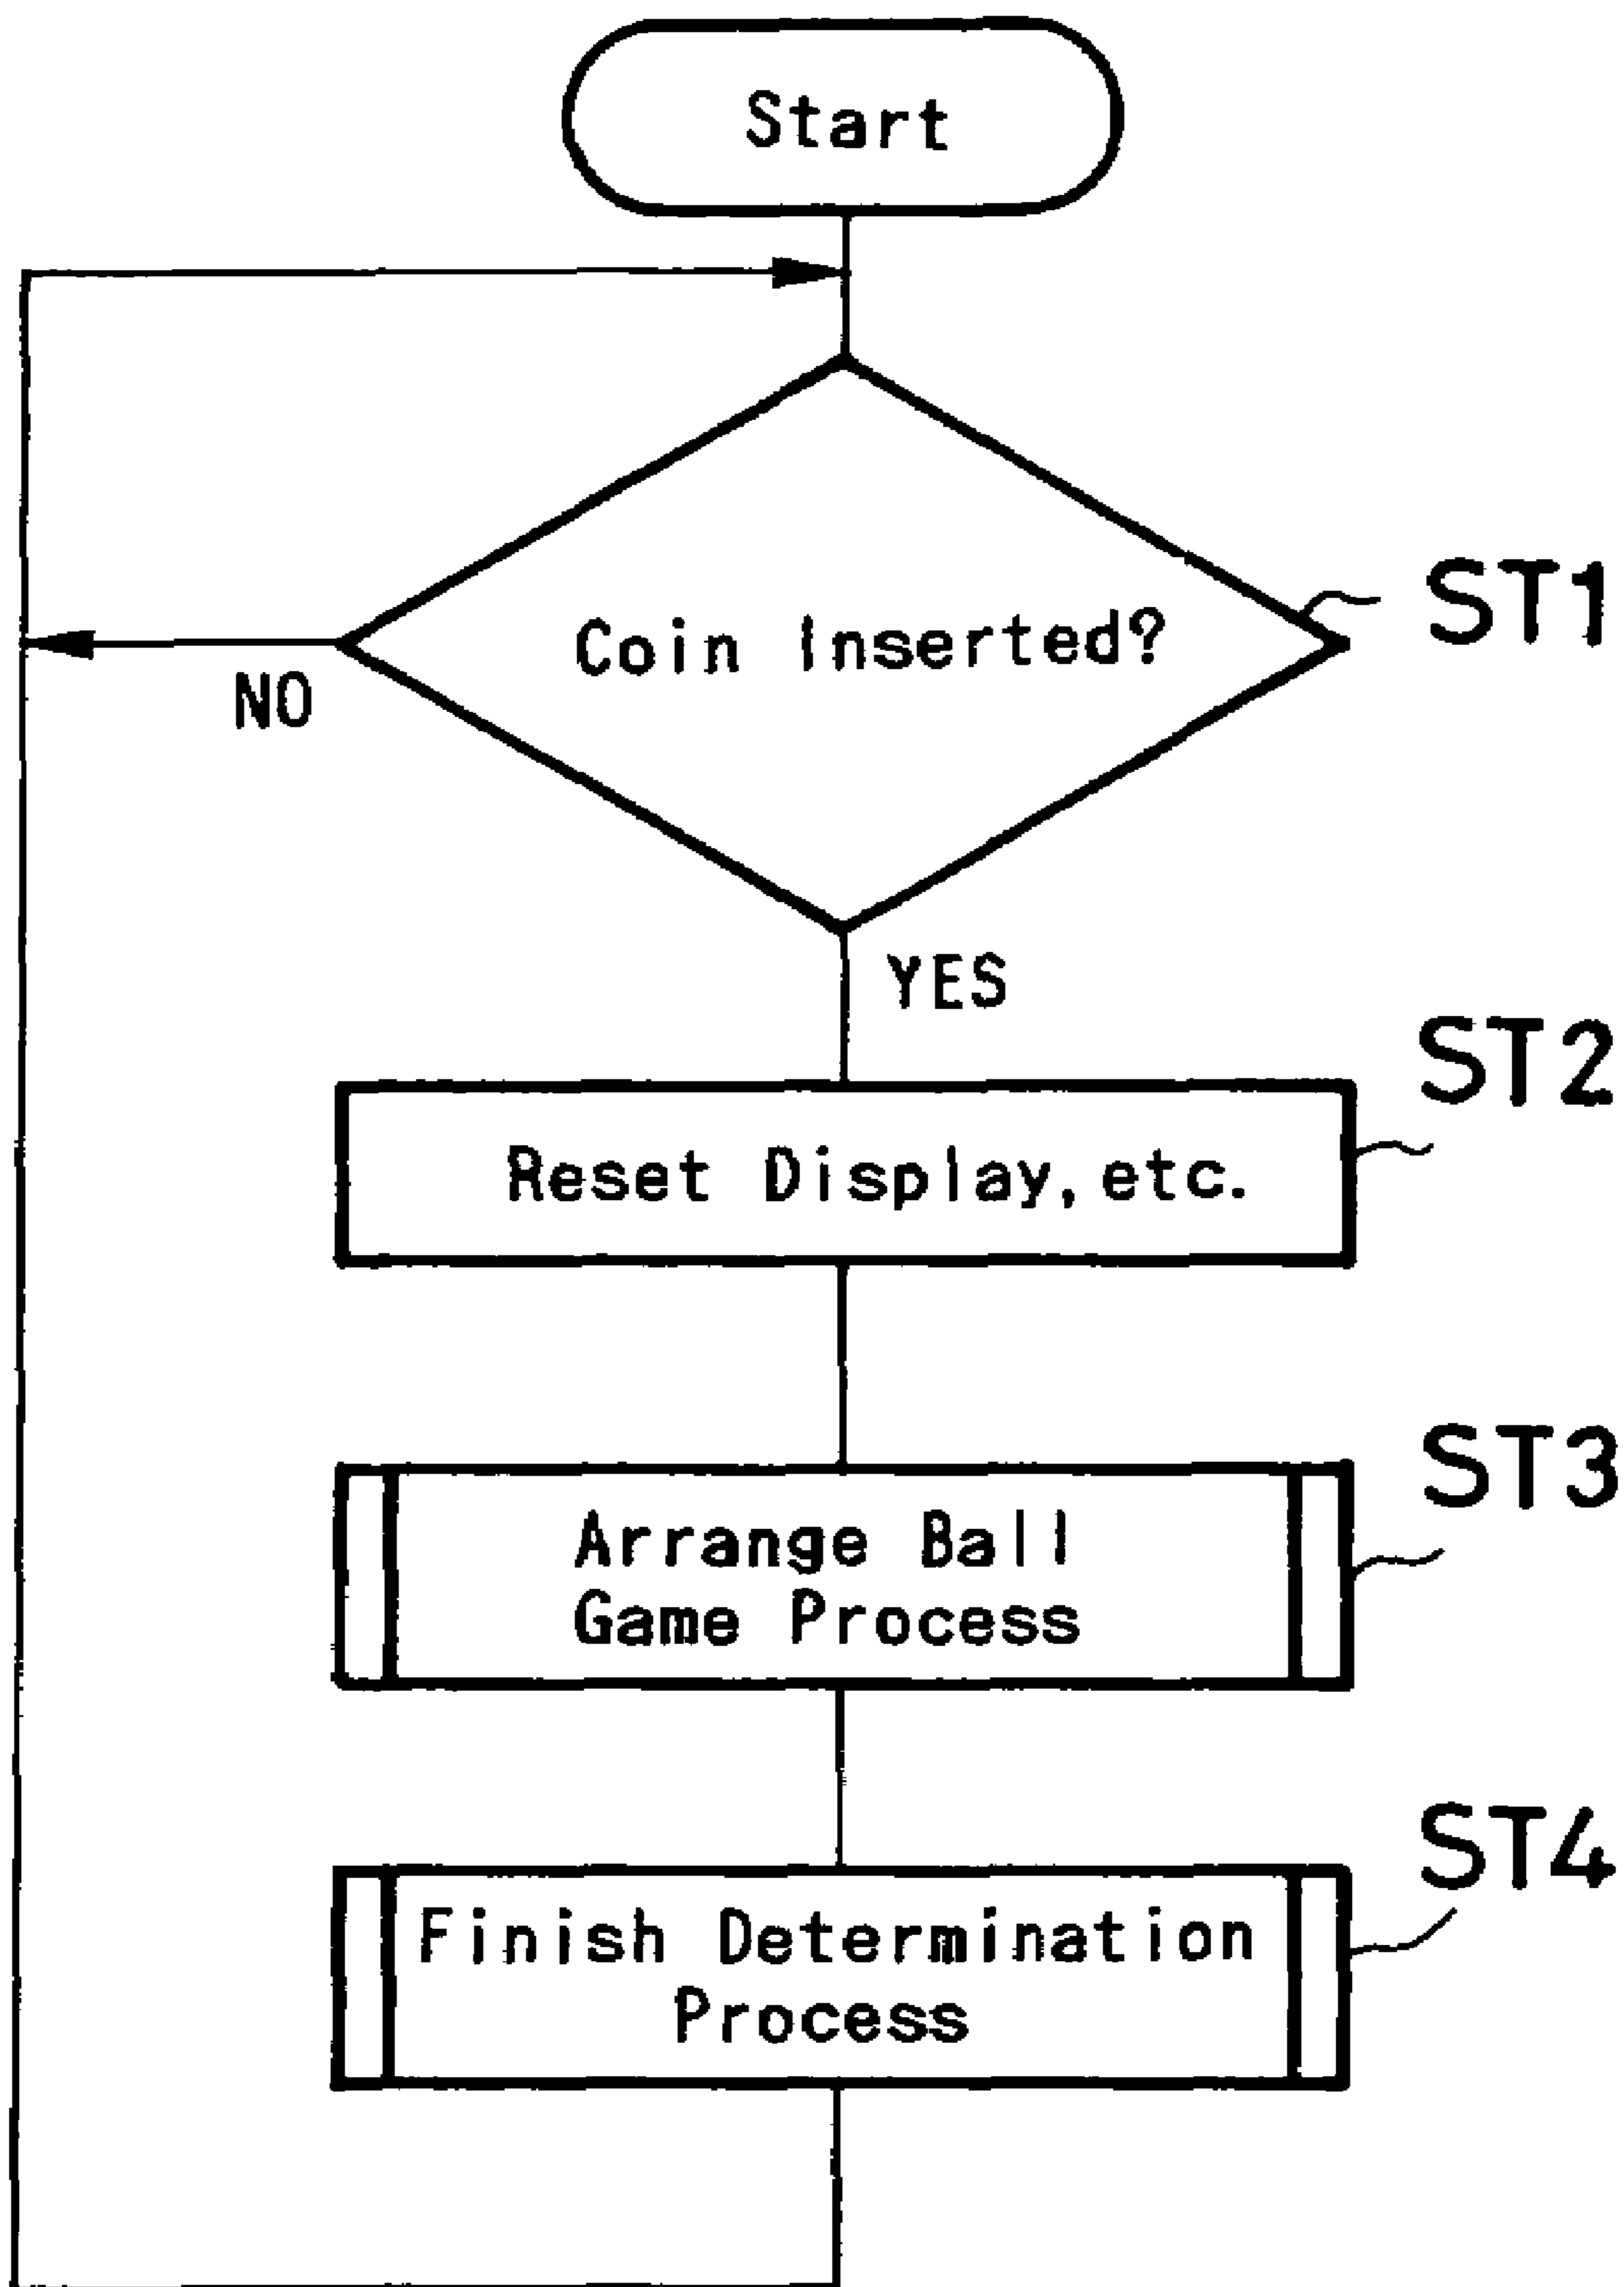 Start
Coin Inserted?
ST1
NO
YES
ST2
Reset Display, etc.
ST3
Arrange Ball
Game Process
ST4
Finish Determination
Process